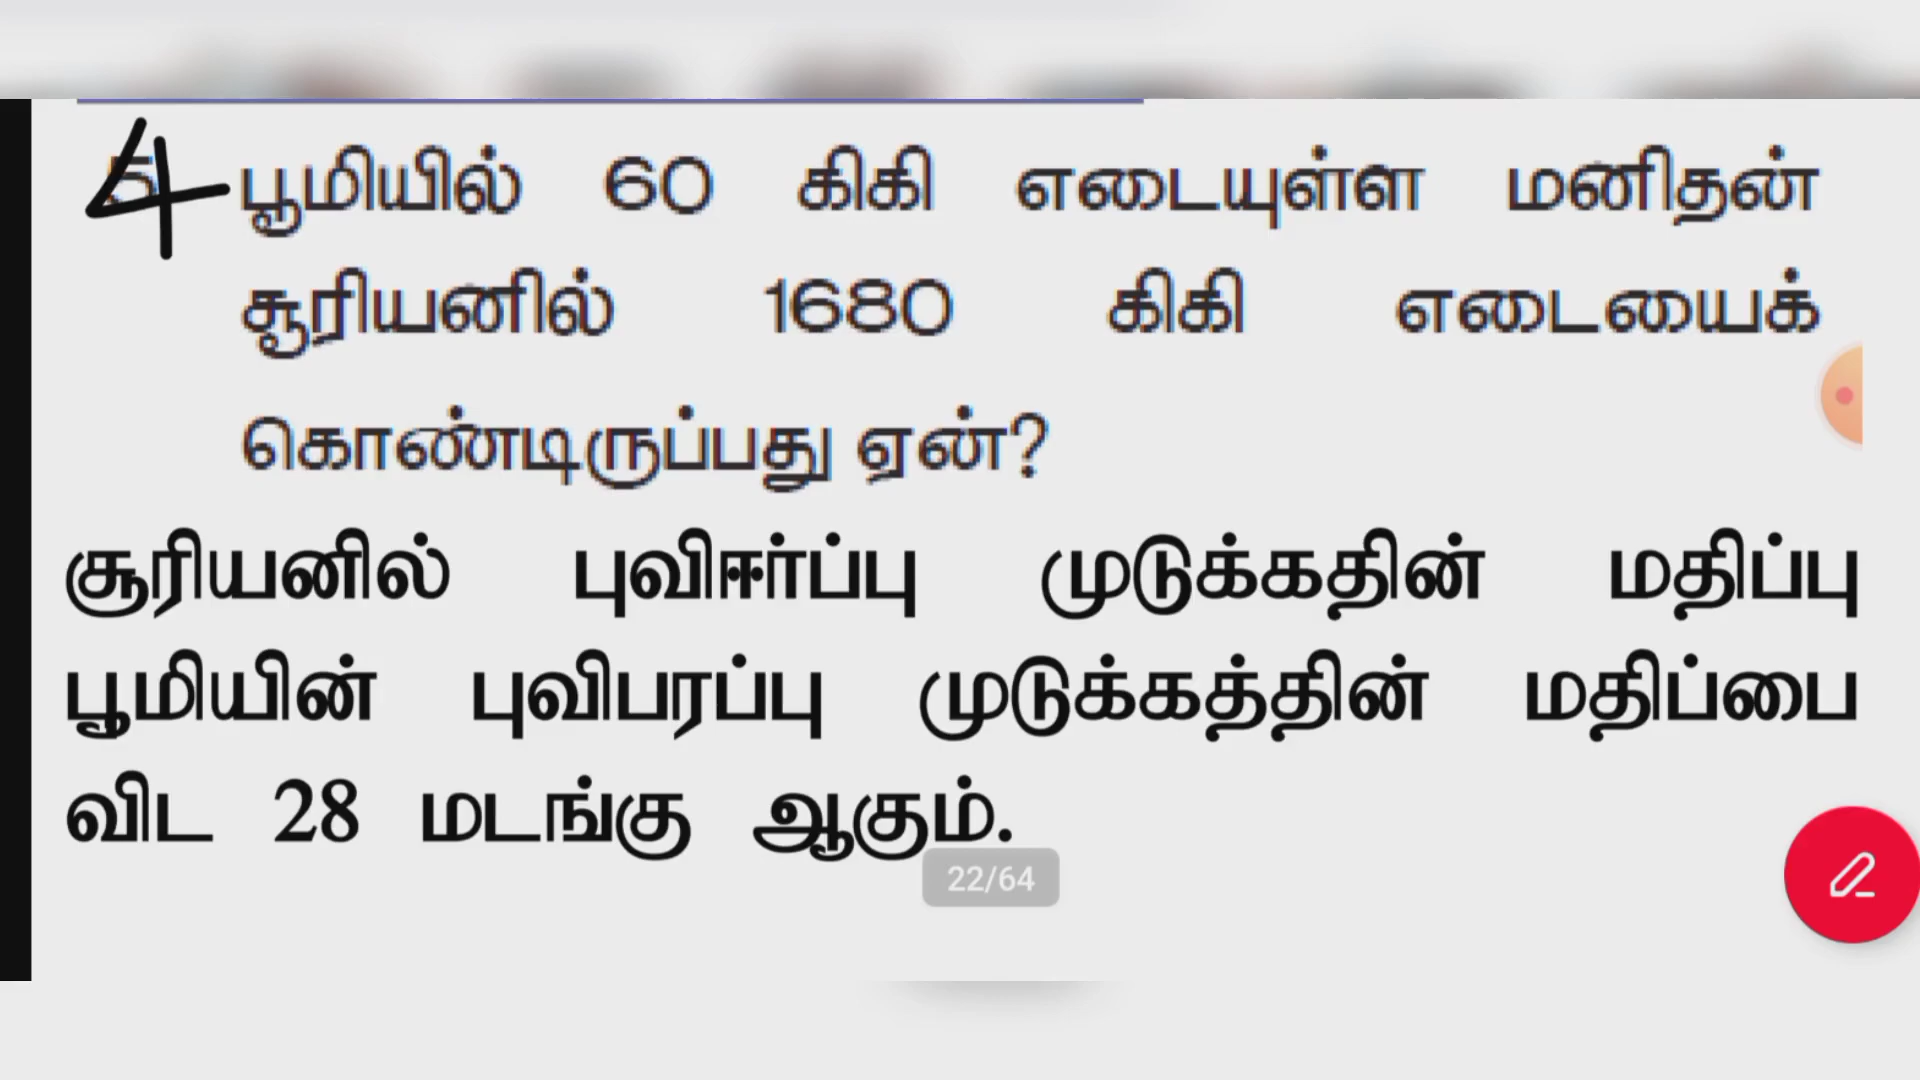 4 பூமியில் 60 கிகி எடையுள்ள மனிதன்
சூரியனில் 1680 கிகி எடையைக்
கொண்டிருப்பது ஏன்?
சூரியனில் புவிஈர்ப்பு முடுக்கதின் மதிப்பு
பூமியின் புவிபரப்பு முடுக்கத்தின் மதிப்பை
விட 28 மடங்கு ஆகும்.
22/64